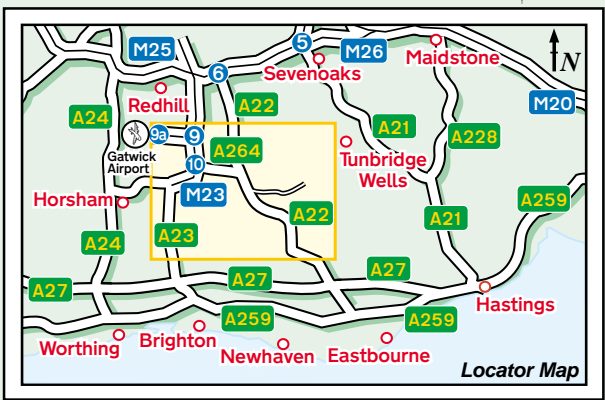 5
M25
M26
Maidstone
N
6
Sevenoaks
Redhill
A22
M20
A24
A21
9a
9
A228
A264
Gatwick
Airport
Tunbridge
Wells
10
M23
Horsham
A259
A22
A21
A23
A24
A27
A27
A27
Hastings
A259
A259
Brighton
Worthing
Newhaven
Eastbourne
Locator Map